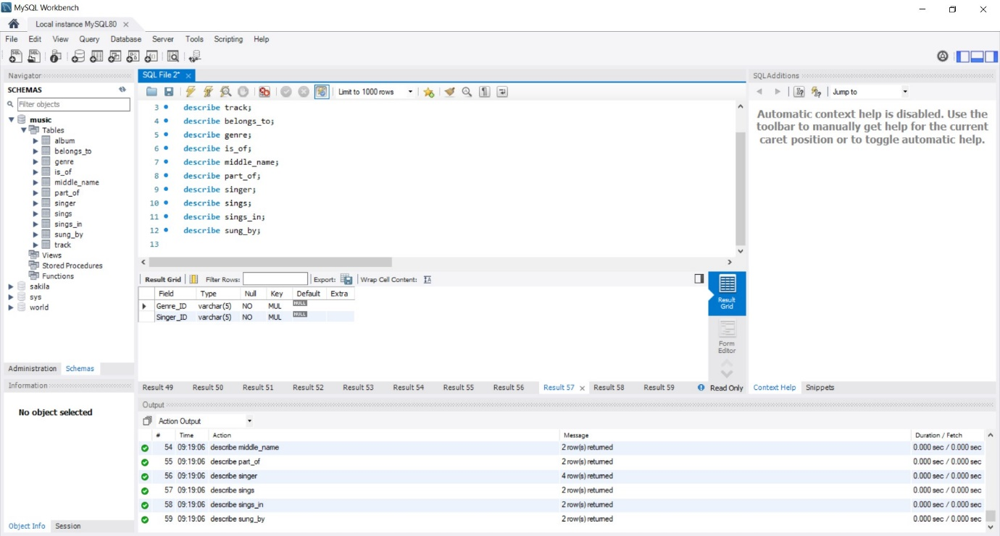 MySQL Workbench
Local instance MySQL80 ×
File Edit View Query Database Server Tools Scripting Help
Navigator
SCHEMAS
Filter objects
music
Tables
album
belongs_to
genre
is_of
middle_name
part_of
singer
sings
sings_in
sung_by
track
Views
Stored Procedures
Functions
sakila
sys
world
Administration Schemas
Information
No object selected
Object Info Session
SQL File 2* ×
Limit to 1000 rows
3 describe track;
4 describe belongs_to;
5 describe genre;
6 describe is_of;
7 describe middle_name;
8 describe part_of;
9 describe singer;
10 describe sings;
11 describe sings_in;
12 describe sung_by;
13
Result Grid Filter Rows: Export: Wrap Cell Content:
Field Type Null Key Default Extra
Genre_ID varchar(5) NO MUL NULL
Singer_ID varchar(5) NO MUL NULL
Result Grid
Form Editor
Result 49 Result 50 Result 51 Result 52 Result 53 Result 54 Result 55 Result 56 Result 57 × Result 58 Result 59 Read Only
Output
Action Output
# Time Action Message Duration / Fetch
54 09:19:06 describe middle_name 2 row(s) returned 0.000 sec / 0.000 sec
55 09:19:06 describe part_of 2 row(s) returned 0.000 sec / 0.000 sec
56 09:19:06 describe singer 4 row(s) returned 0.000 sec / 0.000 sec
57 09:19:06 describe sings 2 row(s) returned 0.000 sec / 0.000 sec
58 09:19:06 describe sings_in 2 row(s) returned 0.000 sec / 0.000 sec
59 09:19:06 describe sung_by 2 row(s) returned 0.000 sec / 0.000 sec
SQLAdditions
Jump to
Automatic context help is disabled. Use the
toolbar to manually get help for the current
caret position or to toggle automatic help.
Context Help Snippets